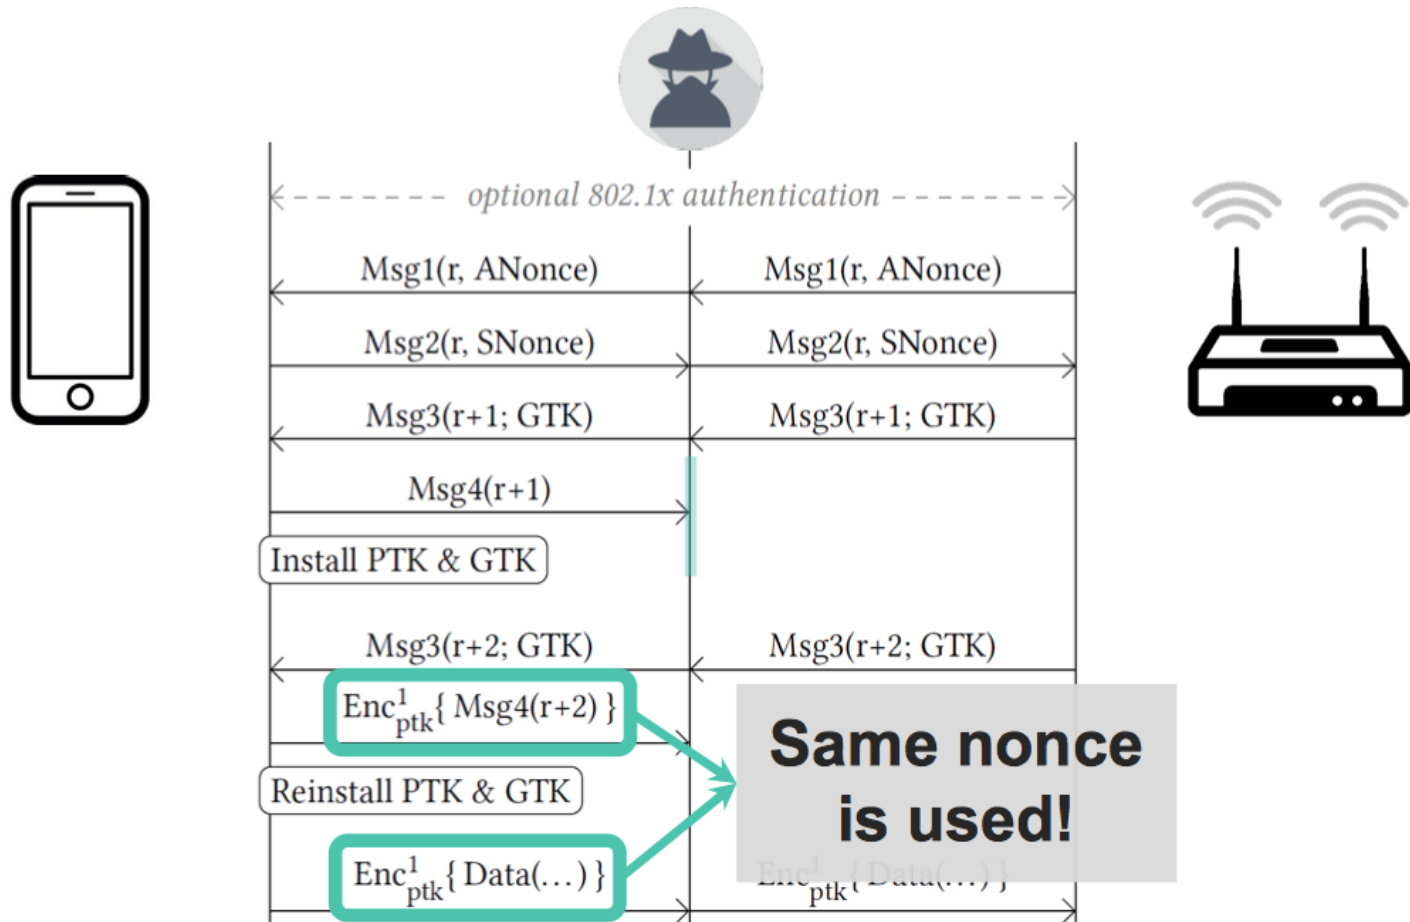 optional 802.1x authentication
Msg1(r, ANonce) Msg1(r, ANonce)
Msg2(r, SNonce) Msg2(r, SNonce)
Msg3(r+1; GTK) Msg3(r+1; GTK)
Msg4(r+1)
Install PTK & GTK
Msg3(r+2; GTK) Msg3(r+2; GTK)
Enc¹ptk{ Msg4(r+2) }
Same nonce
is used!
Reinstall PTK & GTK
Enc¹ptk{ Data(…) } Enc¹ptk{ Data(…) }